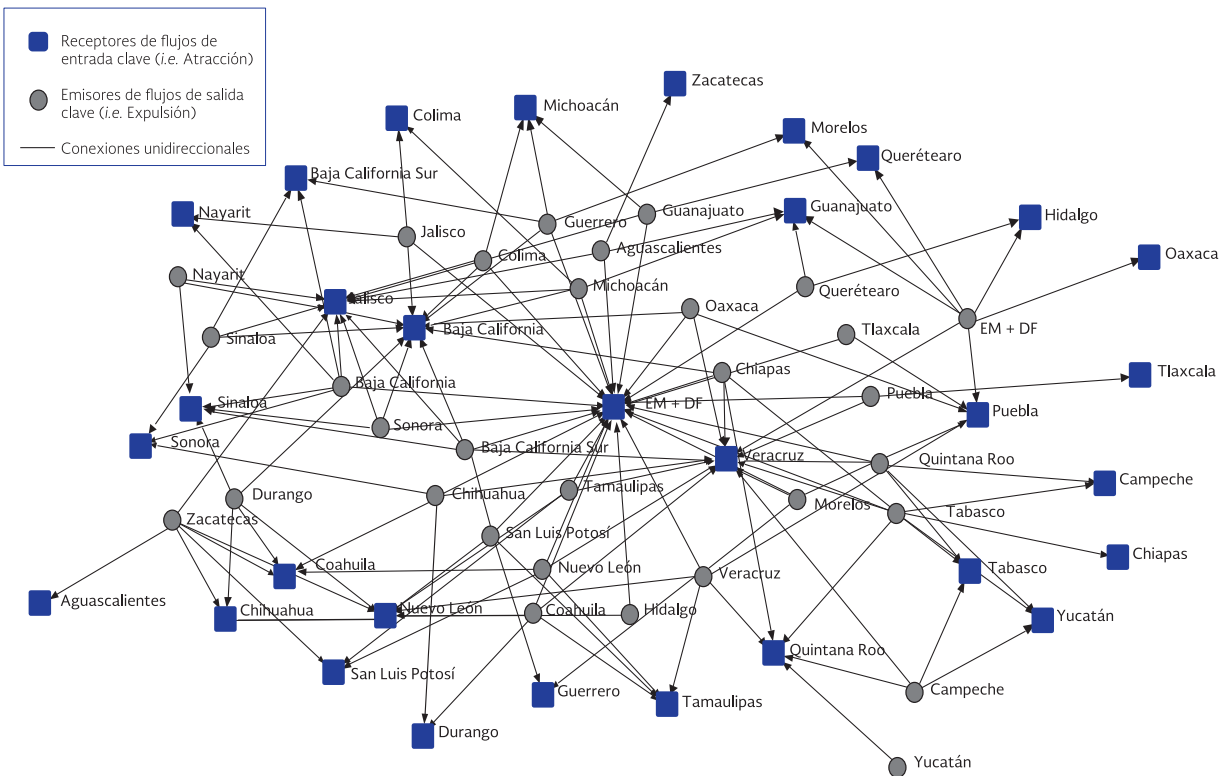 Receptores de flujos de
entrada clave (i.e. Atracción)
Emisores de flujos de salida
clave (i.e. Expulsión)
Conexiones unidireccionales
Zacatecas
Michoacán
Colima
Morelos
Querétearo
Baja California Sur
Nayarit
Guanajuato
Guanajuato
Guerrero
Hidalgo
Jalisco
Aguascalientes
Colima
Oaxaca
Nayarit
Michoacán
Querétearo
Jalisco
Oaxaca
Baja California
Tlaxcala
EM + DF
Sinaloa
Chiapas
Tlaxcala
Baja California
Puebla
Sinaloa
EM + DF
Puebla
Sonora
Sonora
Baja California Sur
Veracruz
Quintana Roo
Campeche
Durango
Chihuahua
Tamaulipas
Morelos
Tabasco
Zacatecas
San Luis Potosí
Chiapas
Coahuila
Nuevo León
Veracruz
Tabasco
Aguascalientes
Chihuahua
Nuevo León
Coahuila
Hidalgo
Yucatán
Quintana Roo
San Luis Potosí
Guerrero
Campeche
Tamaulipas
Durango
Yucatán